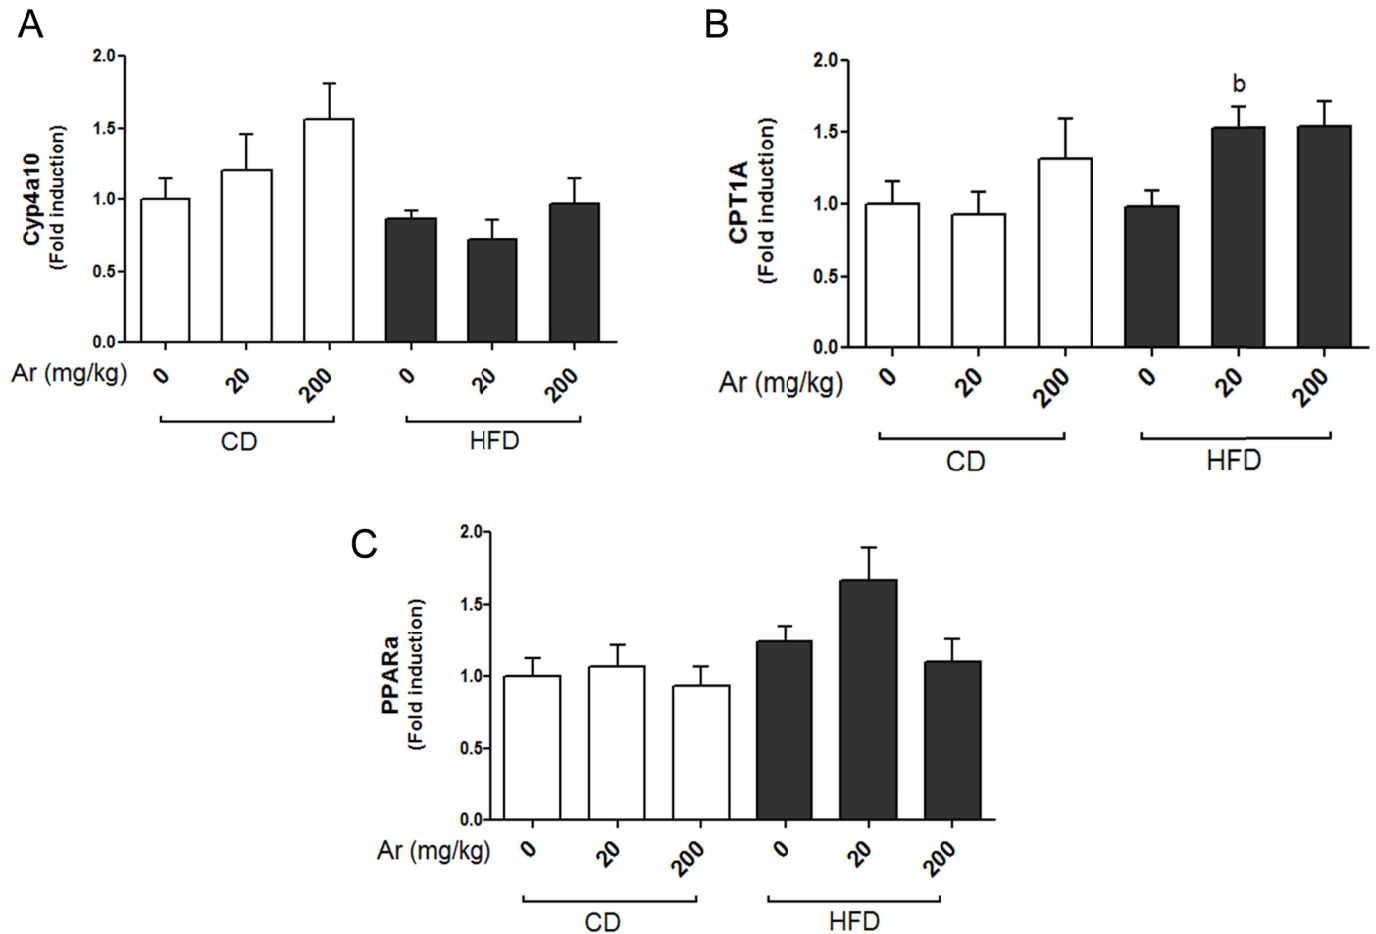 A
Cyp4a10
(Fold induction)
2.0
1.5
1.0
0.5
0.0
Ar (mg/kg)
0 20 200 0 20 200
CD HFD
B
CPT1A
(Fold induction)
2.0
1.5
1.0
0.5
0.0
b
Ar (mg/kg)
0 20 200 0 20 200
CD HFD
C
PPARa
(Fold induction)
2.0
1.5
1.0
0.5
0.0
Ar (mg/kg)
0 20 200 0 20 200
CD HFD